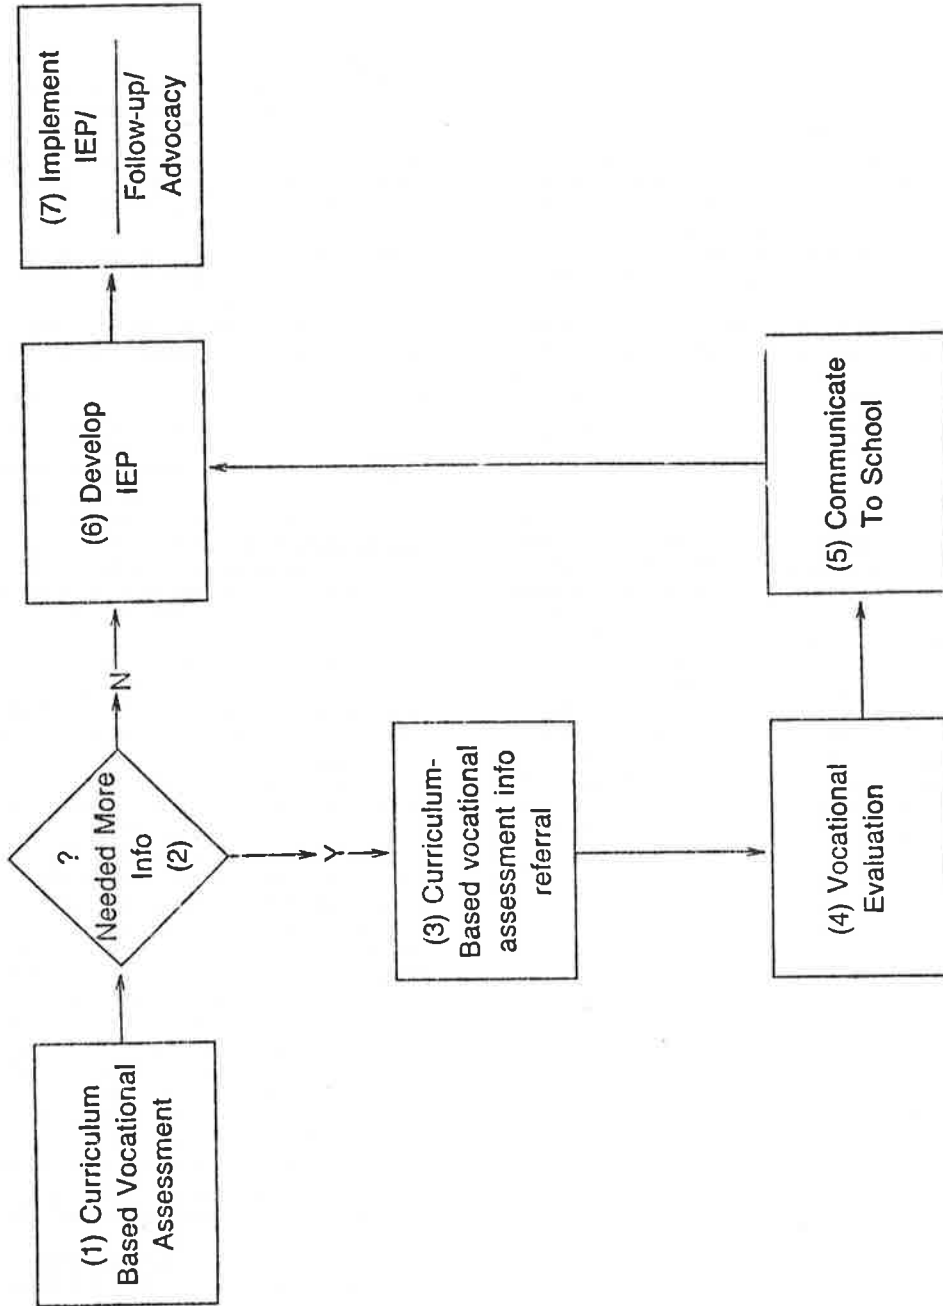 (1) Curriculum
Based Vocational
Assessment
?
Needed More
Info
(2)
N
Y
(3) Curriculum-
Based vocational
assessment info
referral
(4) Vocational
Evaluation
(5) Communicate
To School
(6) Develop
IEP
(7) Implement
IEP/
Follow-up/
Advocacy